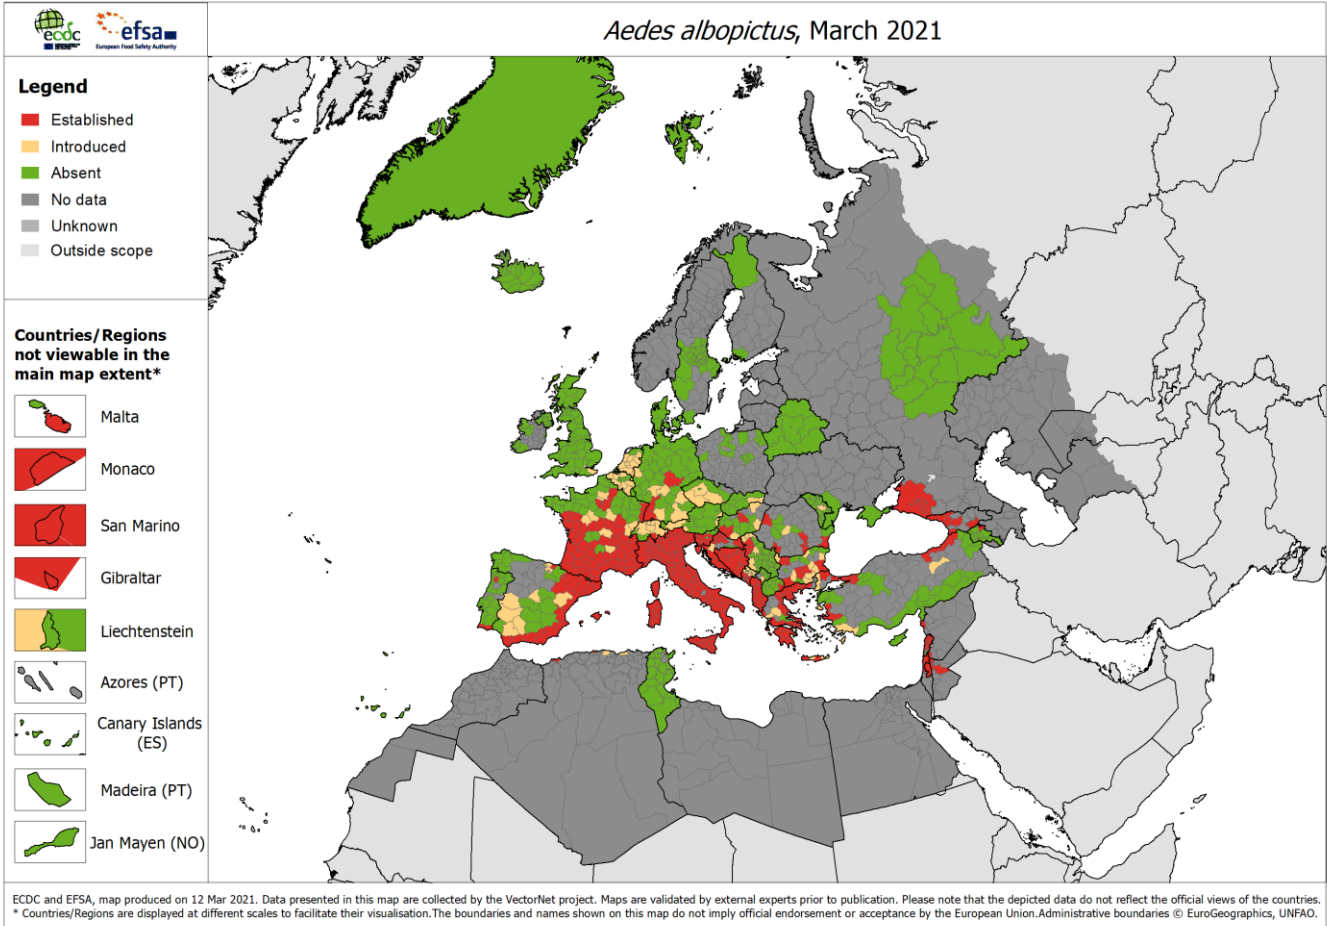 ecdc
efsa
European Food Safety Authority
Aedes albopictus, March 2021
Legend
Established
Introduced
Absent
No data
Unknown
Outside scope
Countries/Regions
not viewable in the
main map extent*
Malta
Monaco
San Marino
Gibraltar
Liechtenstein
Azores (PT)
Canary Islands
(ES)
Madeira (PT)
Jan Mayen (NO)
ECDC and EFSA, map produced on 12 Mar 2021. Data presented in this map are collected by the VectorNet project. Maps are validated by external experts prior to publication. Please note that the depicted data do not reflect the official views of the countries.
* Countries/Regions are displayed at different scales to facilitate their visualisation.The boundaries and names shown on this map do not imply official endorsement or acceptance by the European Union.Administrative boundaries © EuroGeographics, UNFAO.